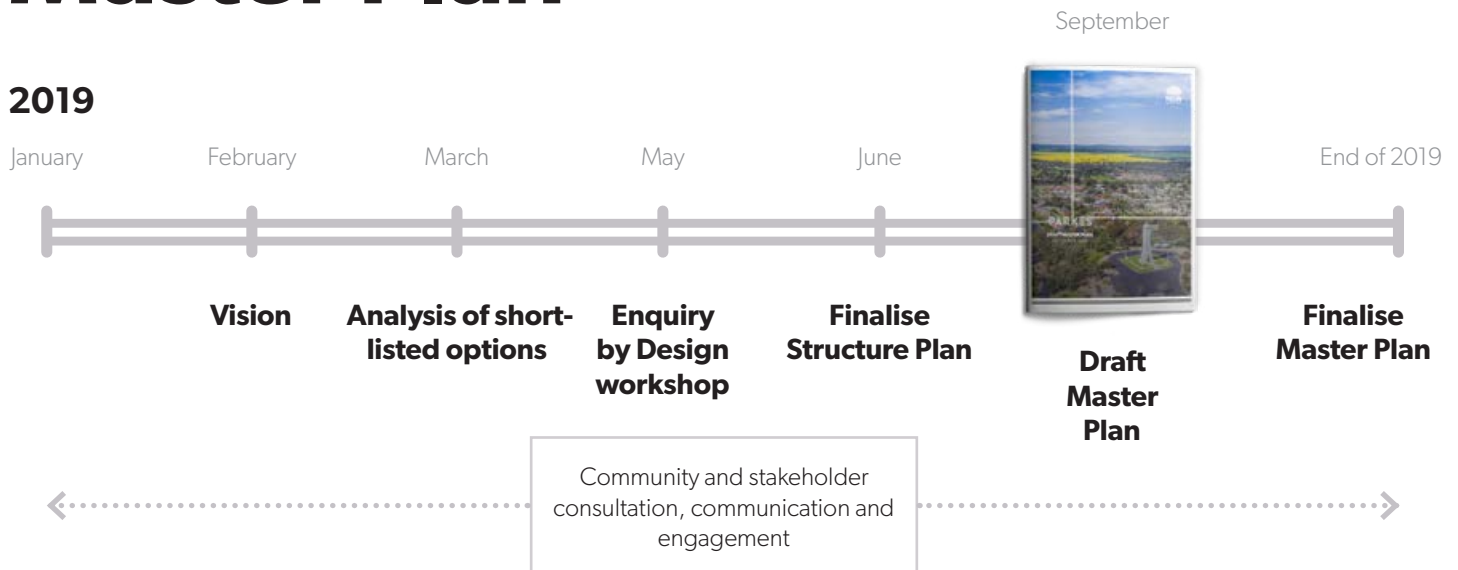 Master Plan
September
2019
January
February
March
May
June
End of 2019
PARKES
Vision
Analysis of short-
listed options
Enquiry
by Design
workshop
Finalise
Structure Plan
Draft
Master
Plan
Finalise
Master Plan
Community and stakeholder
consultation, communication and
engagement